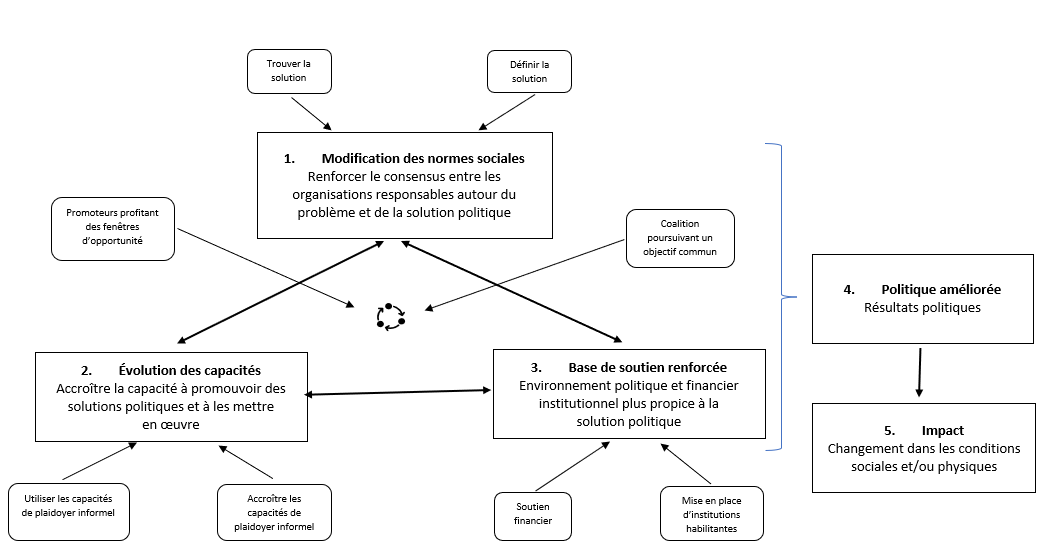 Trouver la
solution
Définir la
solution
1. Modification des normes sociales
Renforcer le consensus entre les
organisations responsables autour du
problème et de la solution politique
Promoteurs profitant
des fenêtres
d'opportunité
Coalition
poursuivant un
objectif commun
4. Politique améliorée
Résultats politiques
2. Évolution des capacités
Accroître la capacité à promouvoir des
solutions politiques et à les mettre
en œuvre
3. Base de soutien renforcée
Environnement politique et financier
institutionnel plus propice à la
solution politique
5. Impact
Changement dans les conditions
sociales et/ou physiques
Utiliser les capacités
de plaidoyer informel
Accroître les
capacités de
plaidoyer informel
Soutien
financier
Mise en place
d'institutions
habilitantes